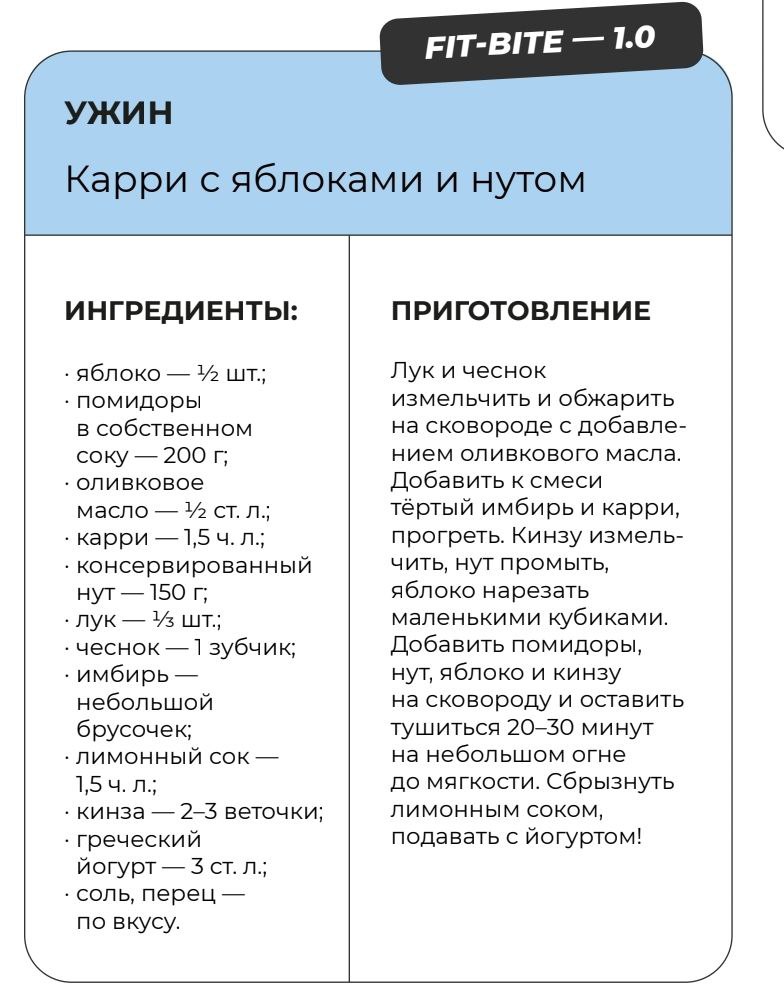 FIT-BITE — 1.0
УЖИН
Карри с яблоками и нутом
ИНГРЕДИЕНТЫ:
· яблоко — ½ шт.;
· помидоры
в собственном
соку — 200 г;
· оливковое
масло — ½ ст. л.;
· карри — 1,5 ч. л.;
· консервированный
нут — 150 г;
· лук — ⅓ шт.;
· чеснок — 1 зубчик;
· имбирь —
небольшой
брусочек;
· лимонный сок —
1,5 ч. л.;
· кинза — 2–3 веточки;
· греческий
йогурт — 3 ст. л.;
· соль, перец —
по вкусу.
ПРИГОТОВЛЕНИЕ
Лук и чеснок
измельчить и обжарить
на сковороде с добавле-
нием оливкового масла.
Добавить к смеси
тёртый имбирь и карри,
прогреть. Кинзу измель-
чить, нут промыть,
яблоко нарезать
маленькими кубиками.
Добавить помидоры,
нут, яблоко и кинзу
на сковороду и оставить
тушиться 20–30 минут
на небольшом огне
до мягкости. Сбрызнуть
лимонным соком,
подавать с йогуртом!